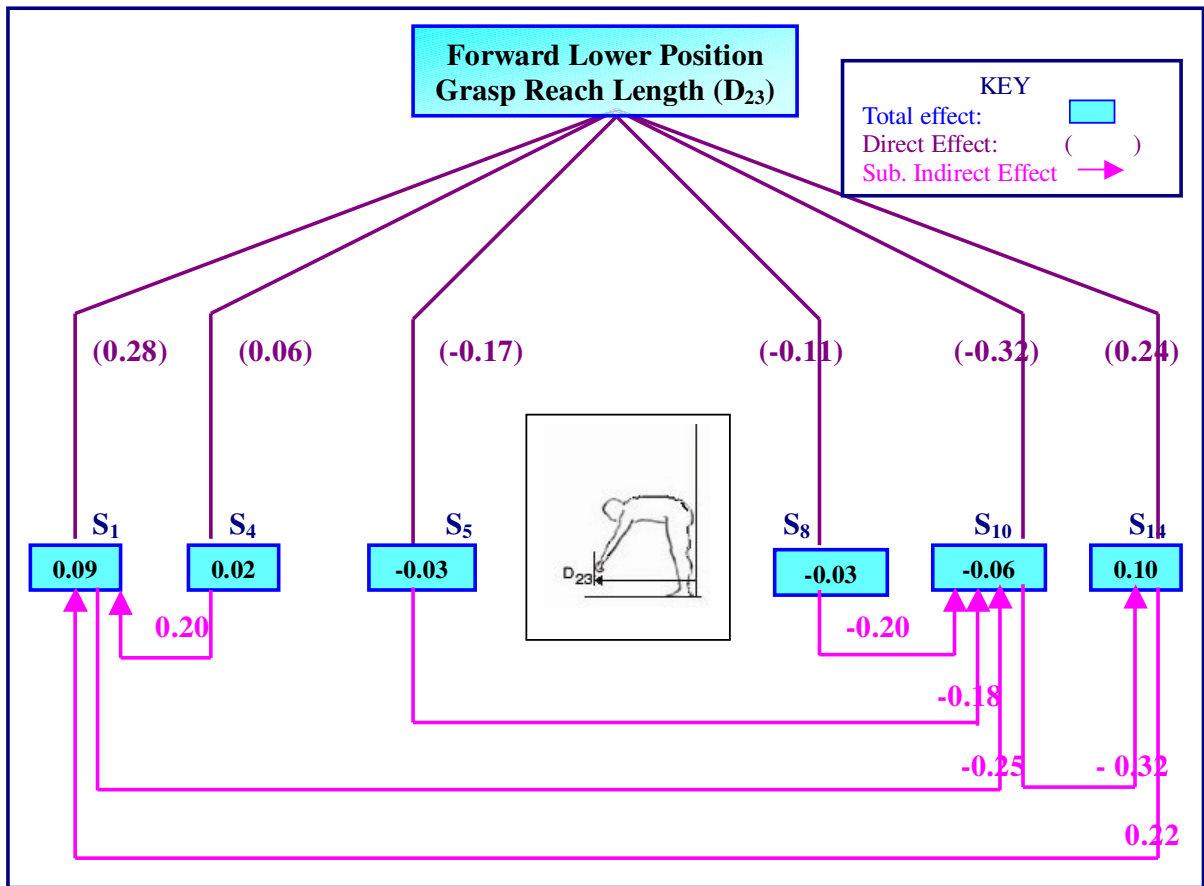 Forward Lower Position
Grasp Reach Length (D₂₃)
KEY
Total effect:
Direct Effect: ( )
Sub. Indirect Effect
(0.28) (0.06) (-0.17) (-0.11) (-0.32) (0.24)
S₁ S₄ S₅ S₈ S₁₀ S₁₄
0.09 0.02 -0.03 -0.03 -0.06 0.10
D₂₃
0.20 -0.20
-0.18
-0.25 - 0.32
0.22